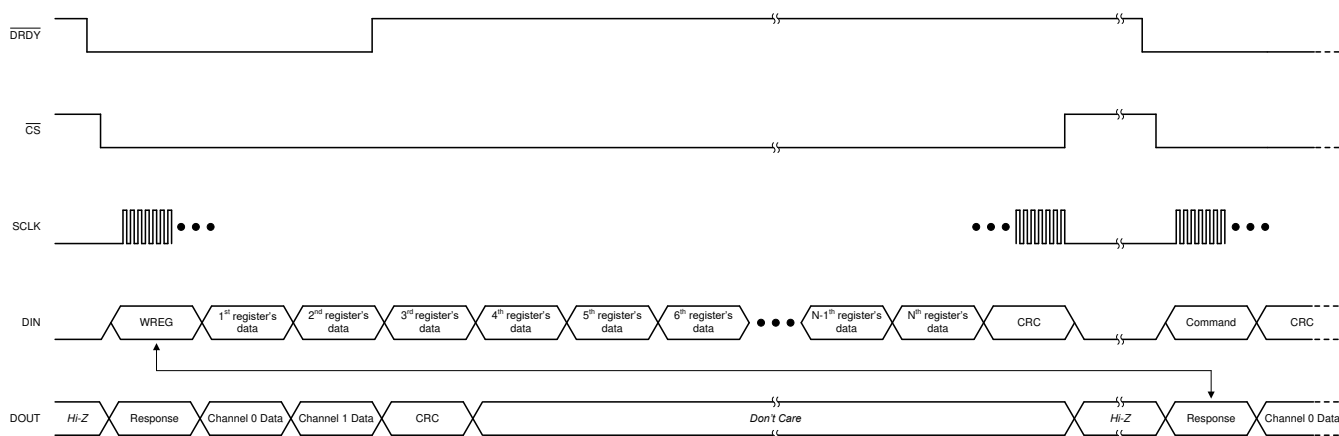 DRDY
CS
SCLK
DIN
WREG
1st register's
data
2nd register's
data
3rd register's
data
4th register's
data
5th register's
data
6th register's
data
N-1th register's
data
Nth register's
data
CRC
Command
CRC
DOUT
Hi-Z
Response
Channel 0 Data
Channel 1 Data
CRC
Don't Care
Hi-Z
Response
Channel 0 Data